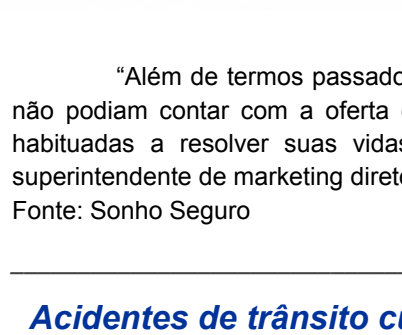 “Além de termos passado
não podiam contar com a oferta
habituadas a resolver suas vidas
superintendente de marketing
Fonte: Sonho Seguro
Acidentes de trânsito